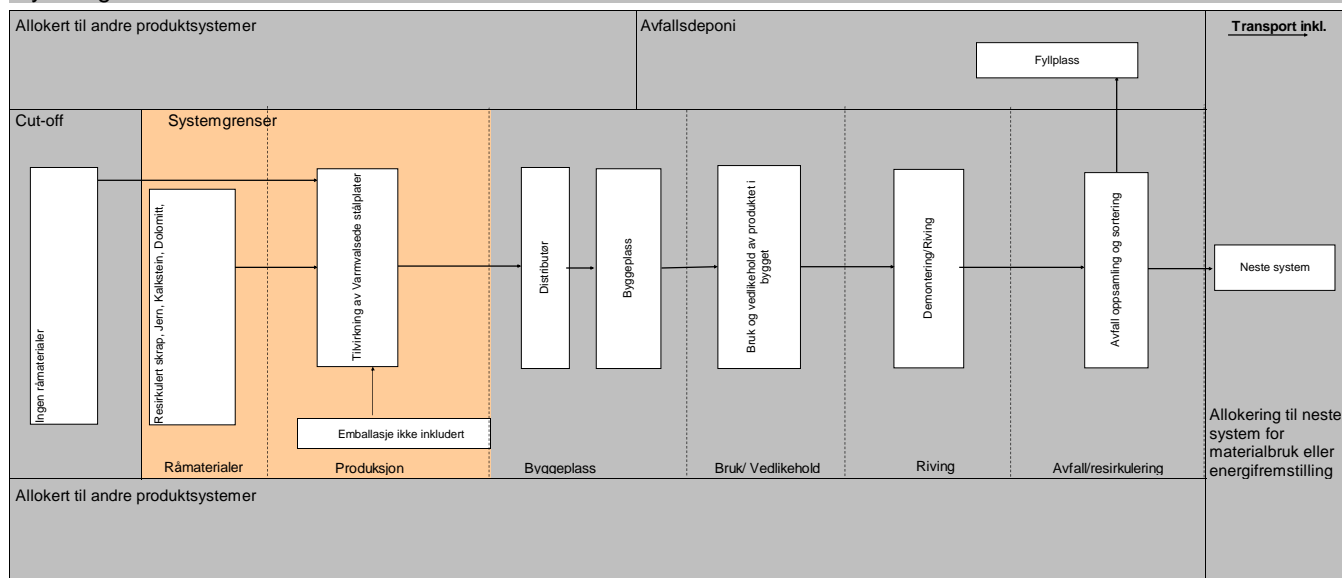 Allokert til andre produktsystemer
Avfallsdeponi
Transport inkl.
Fyllplass
Cut-off
Systemgrenser
Ingen råmaterialer
Resirkulert skrap, Jern, Kalkstein, Dolomitt,
Tilvirkning av Varmvalsede stålplater
Distributør
Byggeplass
Bruk og vedlikehold av produktet i
bygget
Demontering/Riving
Avfall oppsamling og sortering
Neste system
Emballasje ikke inkludert
Råmaterialer
Produksjon
Byggeplass
Bruk/ Vedlikehold
Riving
Avfall/resirkulering
Allokering til neste
system for
materialbruk eller
energifremstilling
Allokert til andre produktsystemer